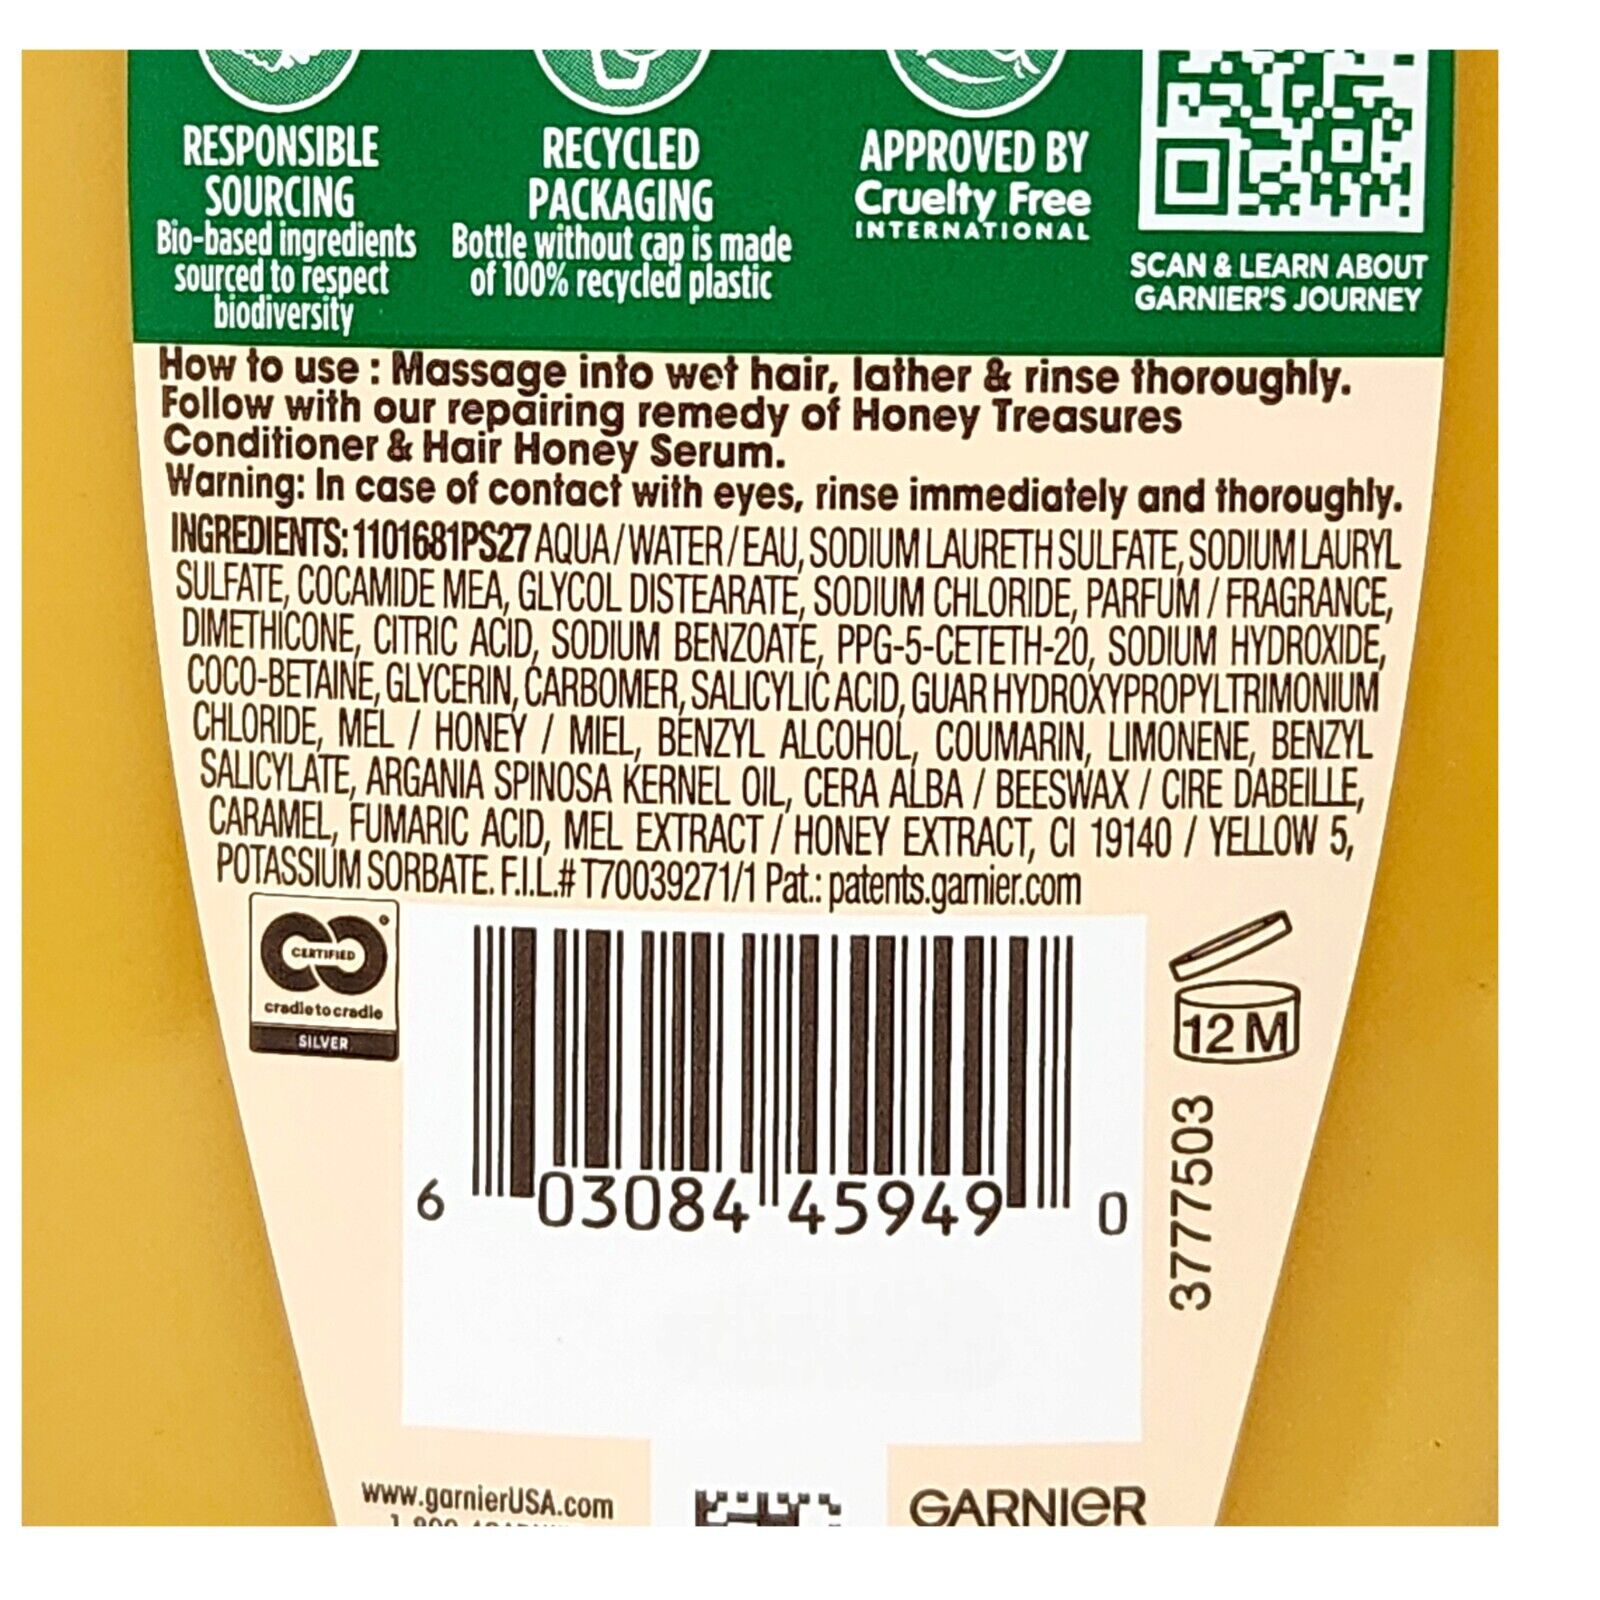 RESPONSIBLE
SOURCING
Bio-based ingredients
sourced to respect
biodiversity
RECYCLED
PACKAGING
Bottle without cap is made
of 100% recycled plastic
APPROVED BY
Cruelty Free
INTERNATIONAL
SCAN & LEARN ABOUT
GARNIER'S JOURNEY
How to use : Massage into wet hair, lather & rinse thoroughly.
Follow with our repairing remedy of Honey Treasures
Conditioner & Hair Honey Serum.
Warning: In case of contact with eyes, rinse immediately and thoroughly.
INGREDIENTS: 1101681PS27 AQUA / WATER / EAU, SODIUM LAURETH SULFATE, SODIUM LAURYL
SULFATE, COCAMIDE MEA, GLYCOL DISTEARATE, SODIUM CHLORIDE, PARFUM / FRAGRANCE,
DIMETHICONE, CITRIC ACID, SODIUM BENZOATE, PPG-5-CETETH-20, SODIUM HYDROXIDE,
COCO-BETAINE, GLYCERIN, CARBOMER, SALICYLIC ACID, GUAR HYDROXYPROPYLTRIMONIUM
CHLORIDE, MEL / HONEY / MIEL, BENZYL ALCOHOL, COUMARIN, LIMONENE, BENZYL
SALICYLATE, ARGANIA SPINOSA KERNEL OIL, CERA ALBA / BEESWAX / CIRE DABEILLE,
CARAMEL, FUMARIC ACID, MEL EXTRACT / HONEY EXTRACT, CI 19140 / YELLOW 5,
POTASSIUM SORBATE. F.I.L.# T70039271/1 Pat.: patents.garnier.com
CERTIFIED
cradle to cradle
SILVER
12 M
6 03084 45949 0
3777503
www.garnierUSA.com
GARNIER